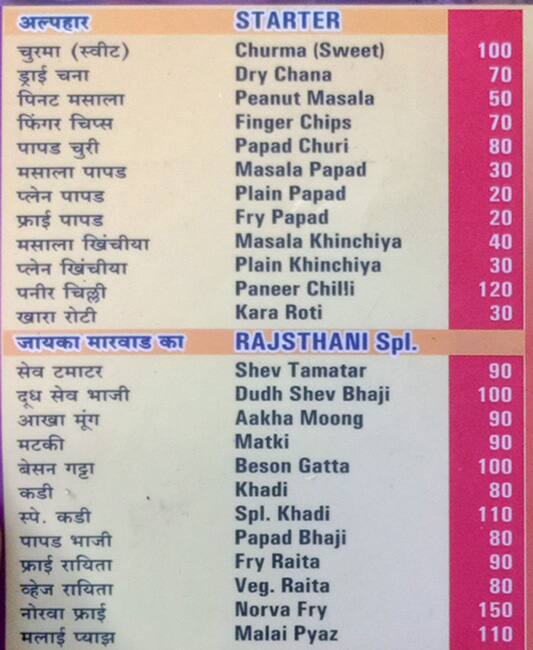 अल्पहार STARTER
चुरमा (स्वीट) Churma (Sweet) 100
ड्राई चना Dry Chana 70
पिनट मसाला Peanut Masala 50
फिंगर चिप्स Finger Chips 70
पापड चुरी Papad Churi 80
मसाला पापड Masala Papad 30
प्लेन पापड Plain Papad 20
फ्राई पापड Fry Papad 20
मसाला खिंचीया Masala Khinchiya 40
प्लेन खिंचीया Plain Khinchiya 30
पनीर चिल्ली Paneer Chilli 120
खारा रोटी Kara Roti 30
जायका मारवाड का RAJSTHANI Spl.
सेव टमाटर Shev Tamatar 90
दूध सेव भाजी Dudh Shev Bhaji 100
आखा मूंग Aakha Moong 90
मटकी Matki 90
बेसन गट्टा Beson Gatta 100
कडी Khadi 80
स्पे. कडी Spl. Khadi 110
पापड भाजी Papad Bhaji 80
फ्राई रायिता Fry Raita 90
व्हेज रायिता Veg. Raita 80
नोरवा फ्राई Norva Fry 150
मलाई प्याझ Malai Pyaz 110